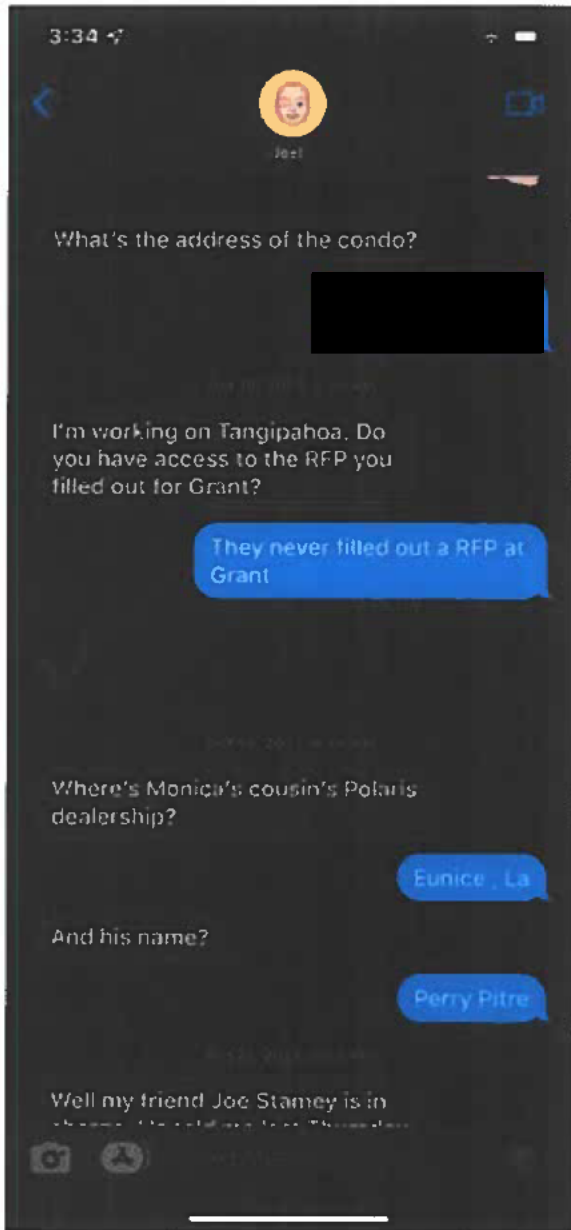 3:34
Joel
What's the address of the condo?
I'm working on Tangipahoa. Do
you have access to the RFP you
filled out for Grant?
They never filled out a RFP at
Grant
Where's Monica's cousin's Polaris
dealership?
Eunice , La
And his name?
Perry Pitre
Well my friend Joe Stamey is in